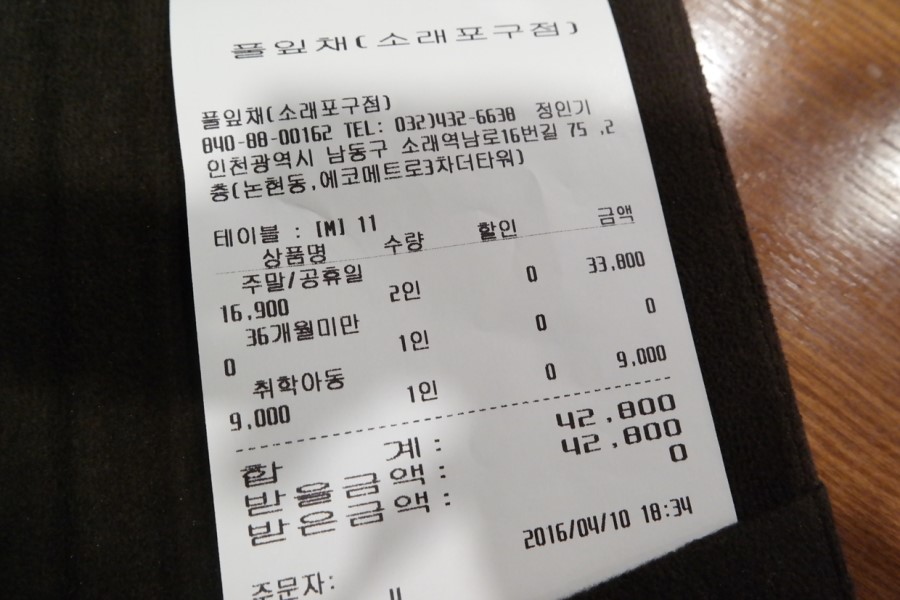 풀잎채(소래포구점)
풀잎채(소래포구점)
840-88-00162 TEL: 032)432-6638 정인기
인천광역시 남동구 소래역남로16번길 75 ,2
층(논현동,에코메트로3차더타워)
테이블 : [M] 11
상품명 수량 할인 금액
주말/공휴일
16,900 2인 0 33,800
36개월미만
0 1인 0 0
취학아동
9,000 1인 0 9,000
합 계: 42,800
받을금액: 42,800
받은금액: 0
2016/04/10 18:34
주문자: